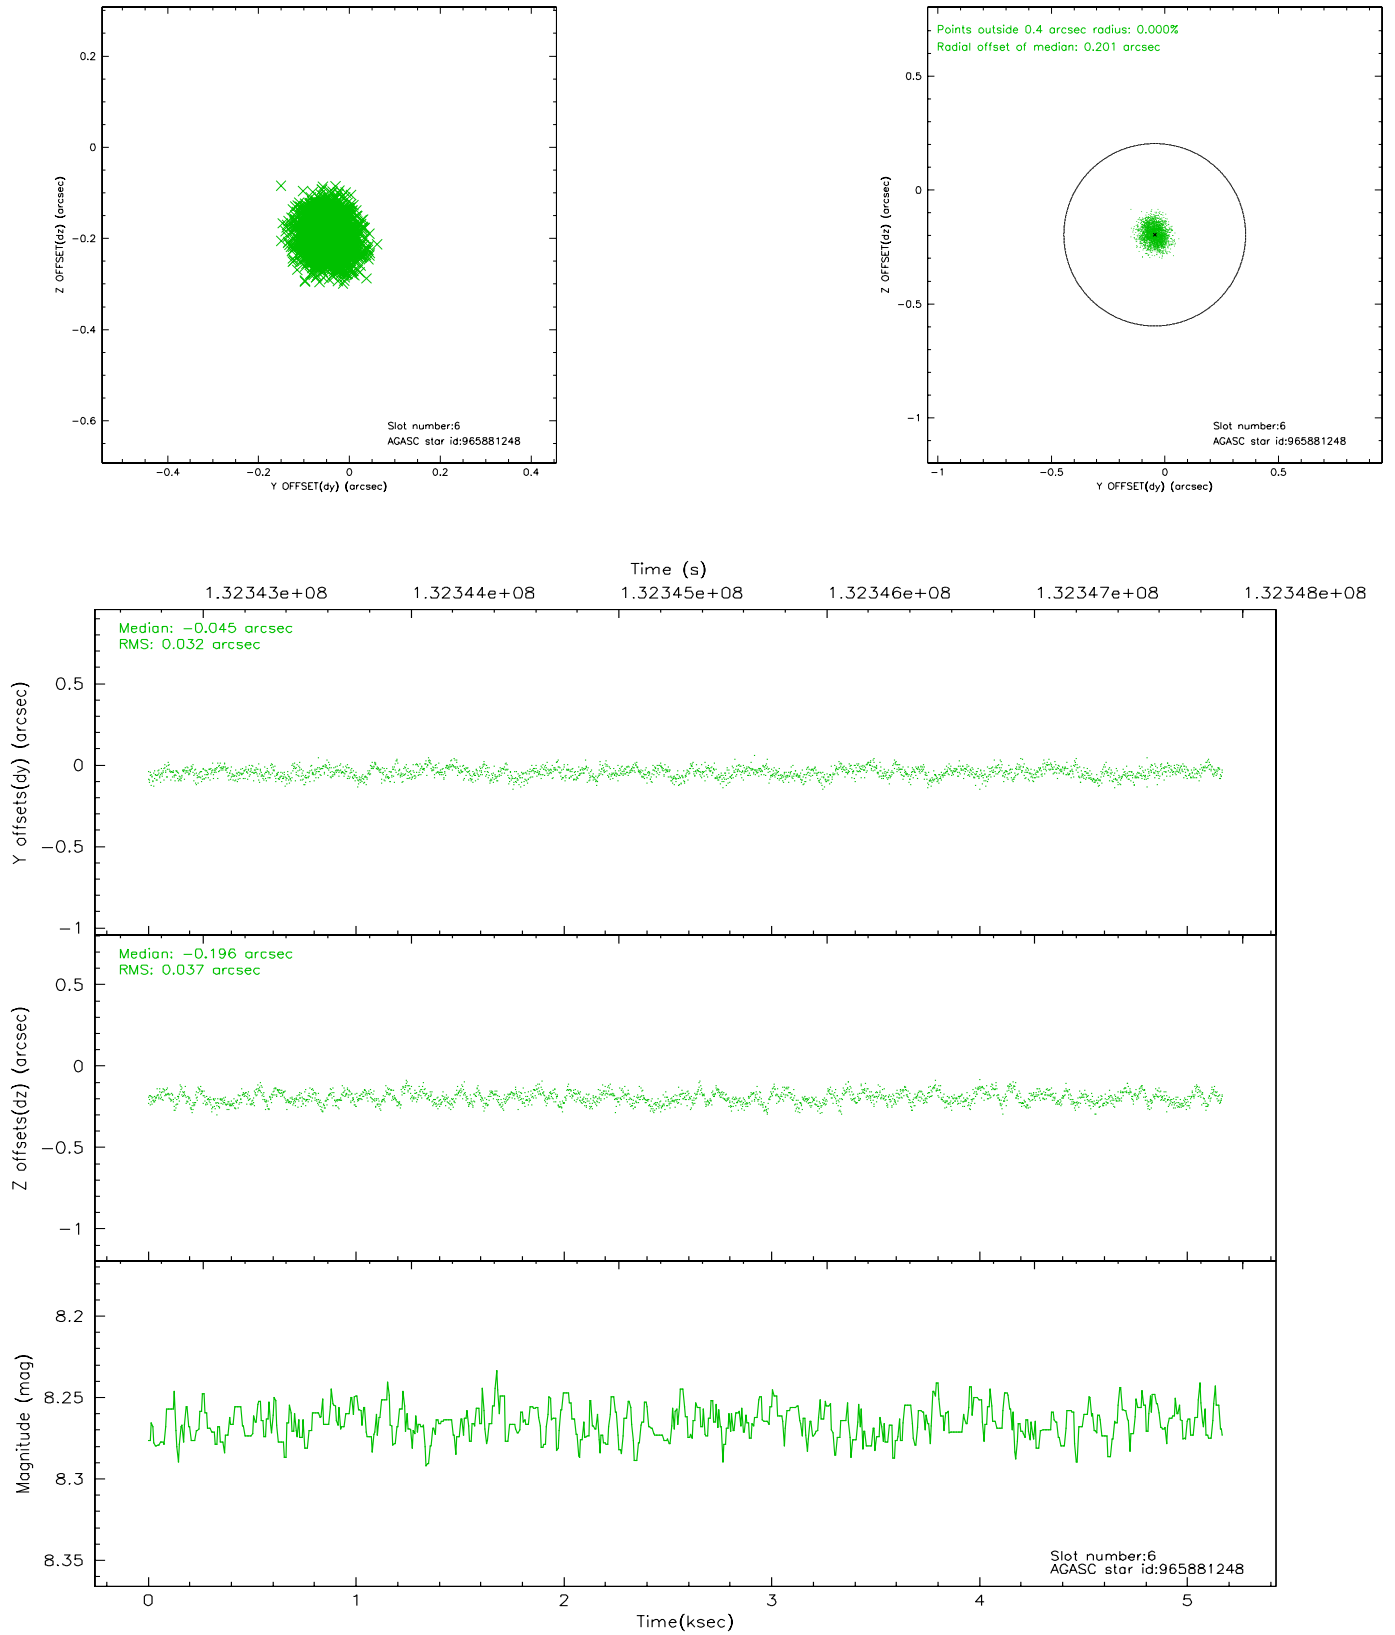 0.2
0
−0.2
−0.4
−0.6
Z OFFSET(dz) (arcsec)
Slot number:6
AGASC star id:965881248
−0.4
−0.2
0
0.2
0.4
Y OFFSET(dy) (arcsec)
Points outside 0.4 arcsec radius: 0.000%
Radial offset of median: 0.201 arcsec
0.5
0
−0.5
−1
Z OFFSET(dz) (arcsec)
Slot number:6
AGASC star id:965881248
−1
−0.5
0
0.5
Y OFFSET(dy) (arcsec)
Time (s)
1.32343e+08
1.32344e+08
1.32345e+08
1.32346e+08
1.32347e+08
1.32348e+08
Median: −0.045 arcsec
RMS: 0.032 arcsec
0.5
0
−0.5
−1
Y offsets(dy) (arcsec)
Median: −0.196 arcsec
RMS: 0.037 arcsec
0.5
0
−0.5
−1
Z offsets(dz) (arcsec)
8.2
8.25
8.3
8.35
Magnitude (mag)
Slot number:6
AGASC star id:965881248
0
1
2
3
4
5
Time(ksec)